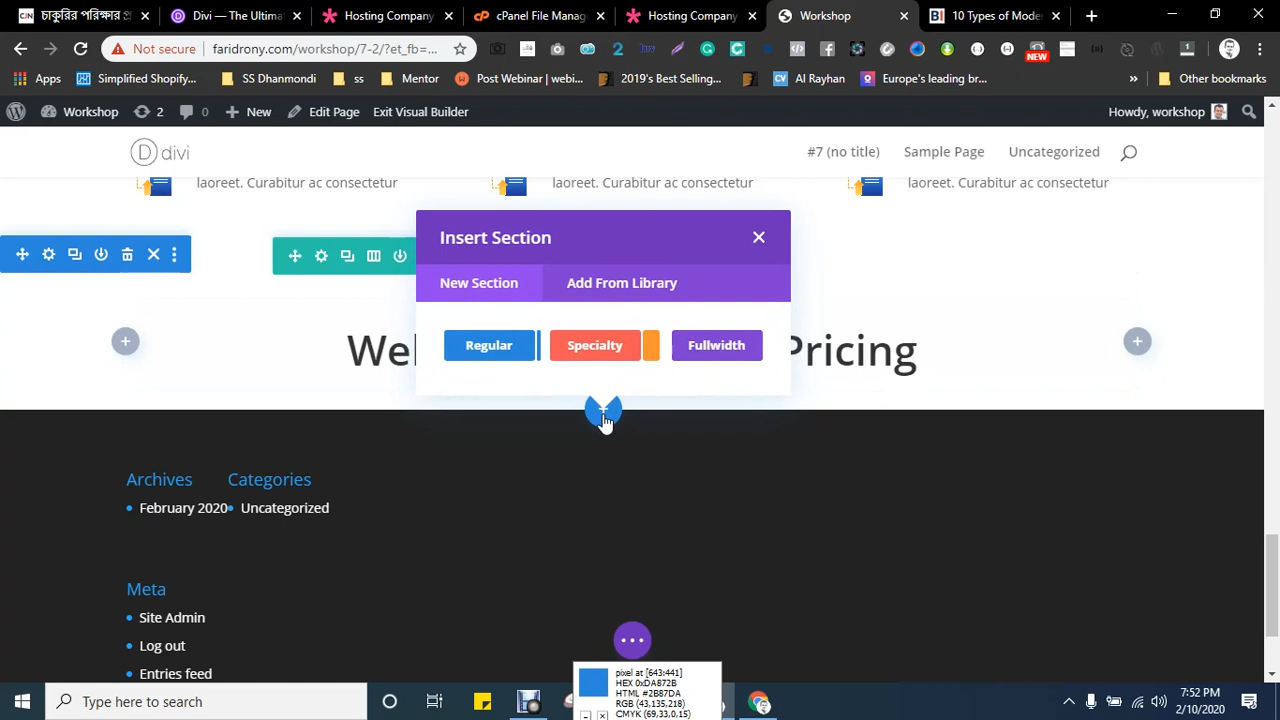 চাকুরির পরিক্ষার প্র
Divi — The Ultima
Hosting Company
cPanel File Manag
Hosting Company
Workshop
10 Types of Mode
Not secure
faridrony.com/workshop/7-2/?et_fb=...
NEW
Apps
Simplified Shopify...
SS Dhanmondi
ss
Mentor
Post Webinar | webi...
2019's Best Selling...
Al Rayhan
Europe's leading br...
»
Other bookmarks
Workshop
2
0
New
Edit Page
Exit Visual Builder
Howdy, workshop
divi
#7 (no title)
Sample Page
Uncategorized
laoreet. Curabitur ac consectetur
laoreet. Curabitur ac consectetur
laoreet. Curabitur ac consectetur
Insert Section
New Section
Add From Library
Regular
Specialty
Fullwidth
Pricing
Archives
Categories
February 2020
Uncategorized
Meta
Site Admin
Log out
Entries feed
pixel at [643:441]
HEX 0xDA872B
HTML #2B87DA
RGB (43,135,218)
CMYK (69,33,0,15)
Type here to search
7:52 PM
2/10/2020